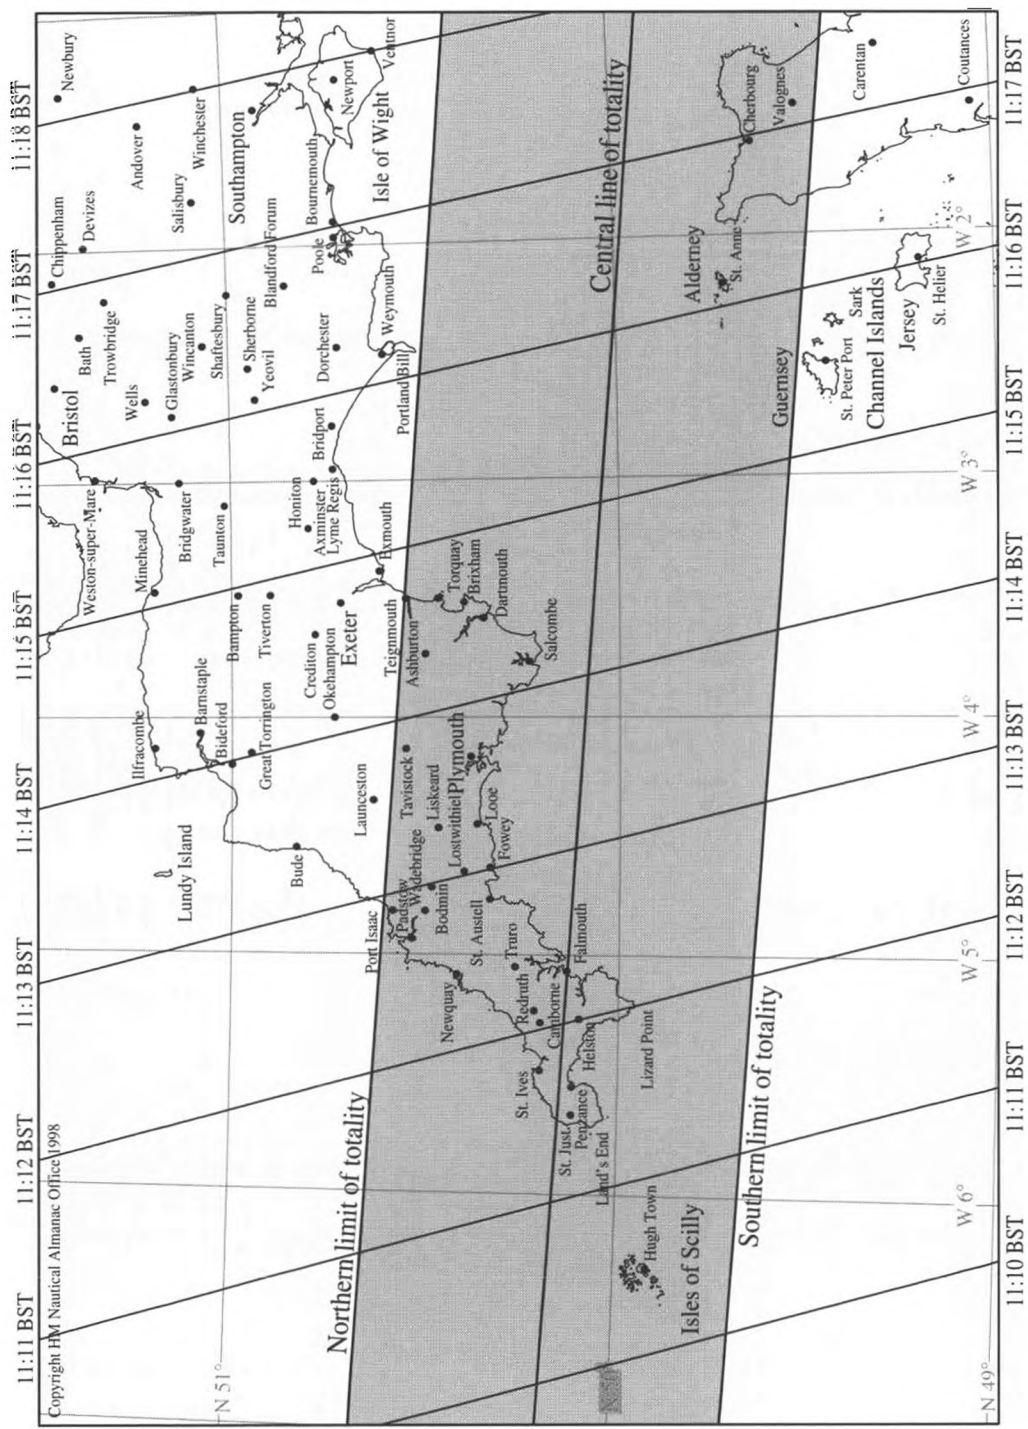 11:11 BST
11:12 BST
11:13 BST
11:14 BST
11:15 BST
11:16 BST
11:17 BST
11:18 BST
Copyright HM Nautical Almanac Office 1998
Lundy Island
Ilfracombe
Minehead
Weston-super-Mare
Bristol
Bath
Trowbridge
Chippenham
Devizes
Newbury
Andover
Barnstaple
Bideford
Great Torrington
Bampton
Tiverton
Bridgwater
Taunton
Wells
Glastonbury
Wincanton
Shaftesbury
Sherborne
Yeovil
Salisbury
Winchester
Southampton
N 51°
Bude
Launceston
Okehampton
Crediton
Exeter
Honiton
Axminster
Lyme Regis
Bridport
Dorchester
Blandford Forum
Poole
Bournemouth
Newport
Isle of Wight
Ventnor
Exmouth
Weymouth
Portland Bill
Northern limit of totality
Port Isaac
Padstow
Wadebridge
Bodmin
Tavistock
Liskeard
Lostwithiel
Plymouth
Teignmouth
Ashburton
Torquay
Brixham
Dartmouth
Newquay
St. Austell
Looe
Fowey
Salcombe
Truro
Redruth
Camborne
Falmouth
St. Ives
Helston
St. Just
Penzance
Land's End
Lizard Point
Central line of totality
Hugh Town
Isles of Scilly
Southern limit of totality
Alderney
St. Anne
Cherbourg
Valognes
Carentan
Coutances
Guernsey
St. Peter Port
Sark
Channel Islands
Jersey
St. Helier
N 49°
W 6°
W 5°
W 4°
W 3°
W 2°
11:10 BST
11:11 BST
11:12 BST
11:13 BST
11:14 BST
11:15 BST
11:16 BST
11:17 BST